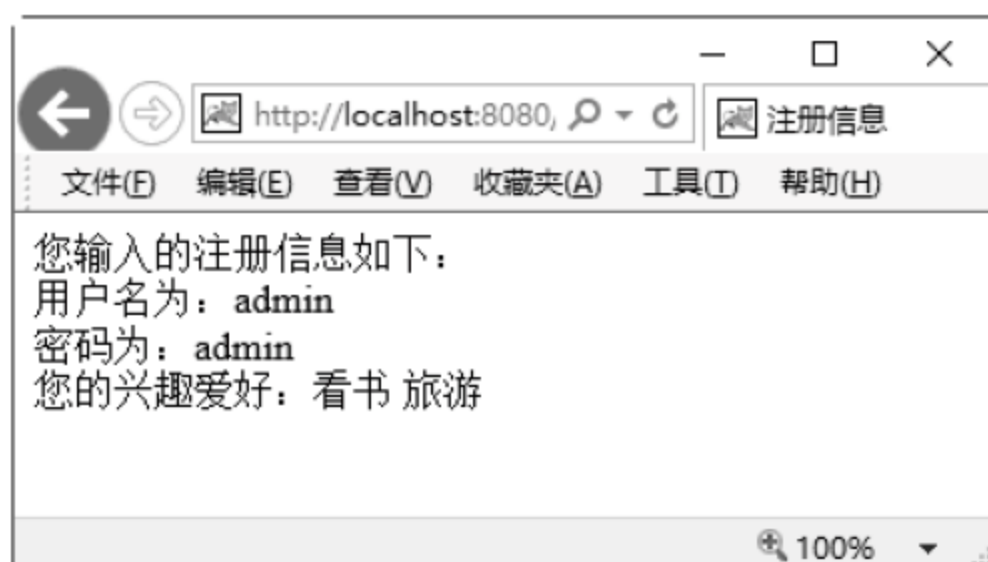 http://localhost:8080, 注册信息
文件(F) 编辑(E) 查看(V) 收藏夹(A) 工具(T) 帮助(H)
您输入的注册信息如下：
用户名为：admin
密码为：admin
您的兴趣爱好：看书 旅游
100%